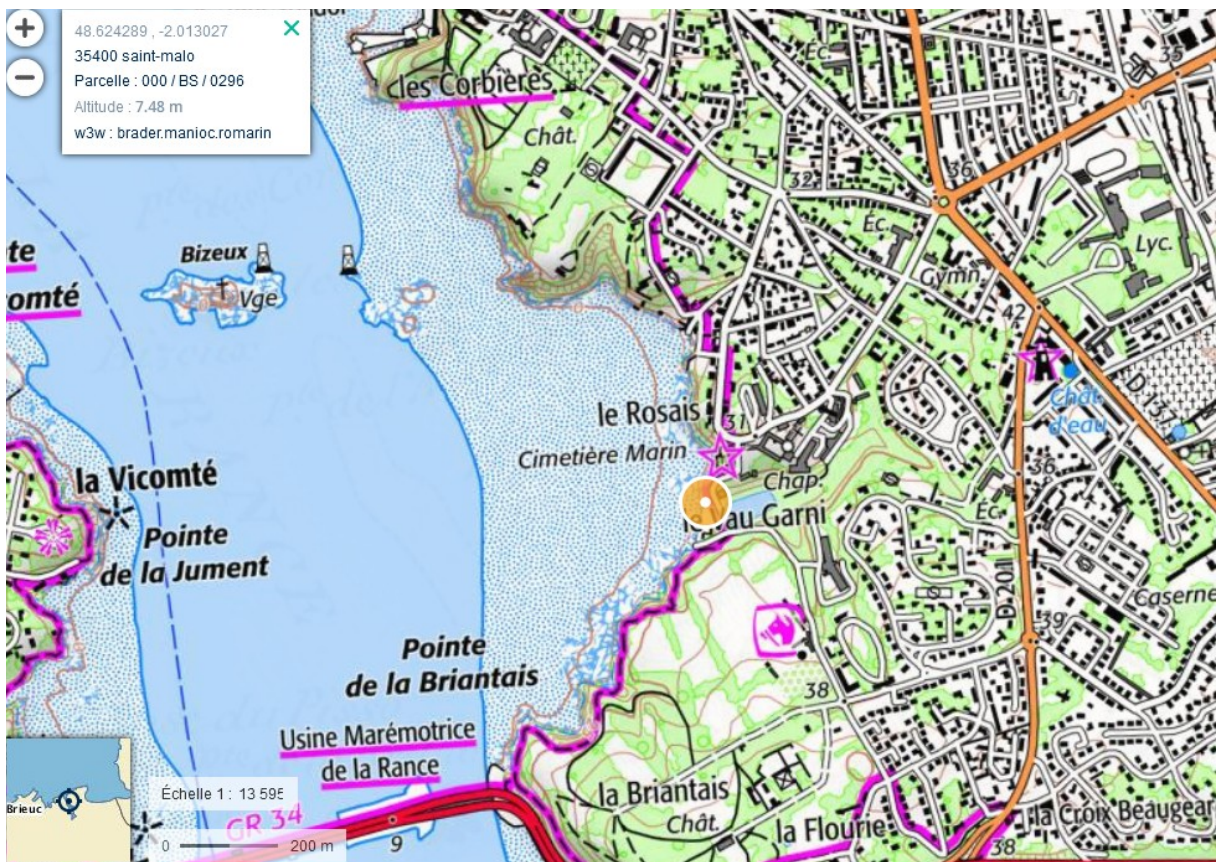 +
−
48.624289 , -2.013027
35400 saint-malo
Parcelle : 000 / BS / 0296
Altitude : 7.48 m
w3w : brader.manioc.romarin
les Corbières
Chât.
35
32
36
Éc.
Éc.
Gymn
Lyc.
Bizeux
Vge
42
Chât.
d'eau
le Rosais
31
Cimetière Marin
Chap.
36
la Vicomté
Pointe
de la Jument
Garni
Éc.
Caserne
D 201
39
Pointe
de la Briantais
38
Usine Marémotrice
de la Rance
la Briantais
Chât.
la Flourie
la Croix Beaugear
38
Brieuc
Échelle 1 : 13 595
GR 34
0
200 m
9